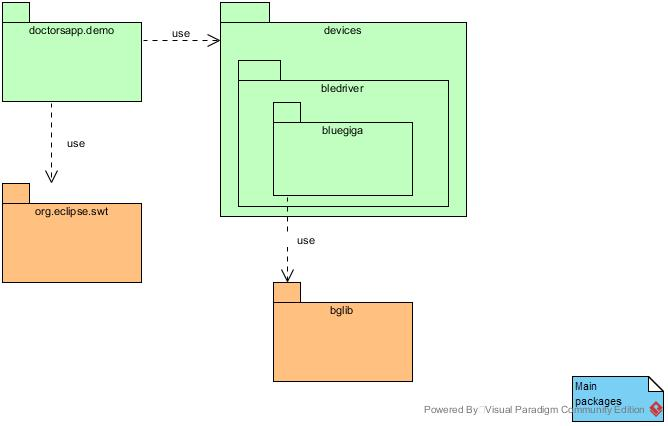 doctorsapp.demo
use
devices
bledriver
bluegiga
use
org.eclipse.swt
use
bglib
Main
packages
Powered By Visual Paradigm Community Edition